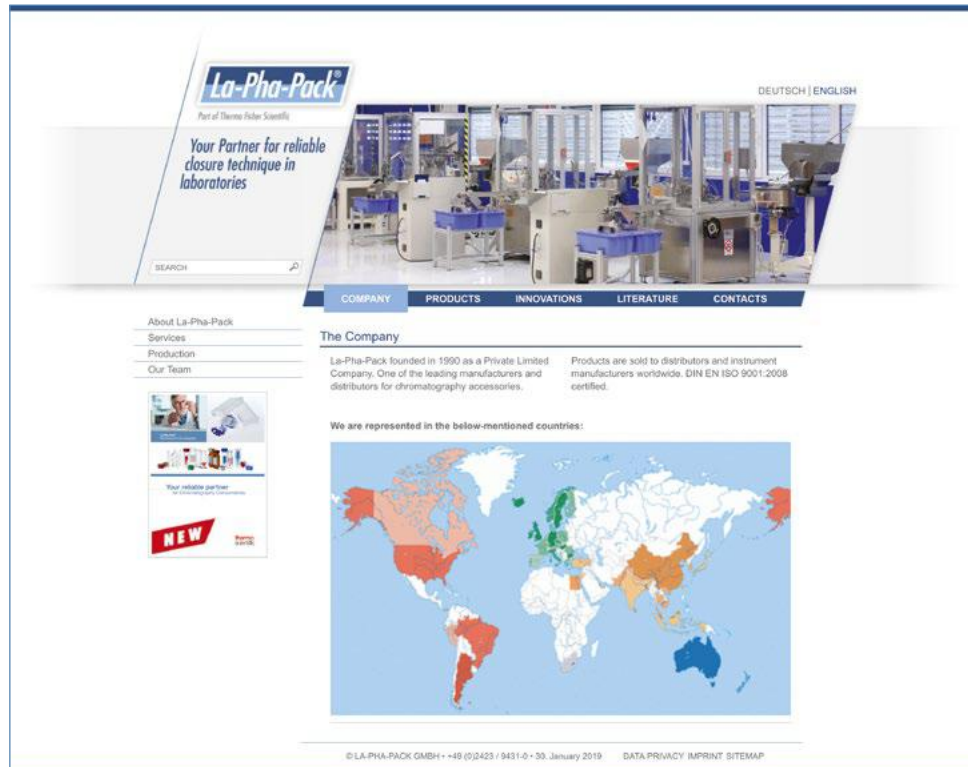 La-Pha-Pack®
Part of Thermo Fisher Scientific
DEUTSCH | ENGLISH
Your Partner for reliable
closure technique in
laboratories
SEARCH
COMPANY PRODUCTS INNOVATIONS LITERATURE CONTACTS
About La-Pha-Pack
Services
Production
Our Team
The Company
La-Pha-Pack founded in 1990 as a Private Limited
Company. One of the leading manufacturers and
distributors for chromatography accessories.
Products are sold to distributors and instrument
manufacturers worldwide. DIN EN ISO 9001:2008
certified.
We are represented in the below-mentioned countries:
Your reliable partner
for Chromatography Consumables
NEW
thermo
scientific
© LA-PHA-PACK GMBH • +49 (0)2423 / 9431-0 • 30. January 2019 DATA PRIVACY IMPRINT SITEMAP